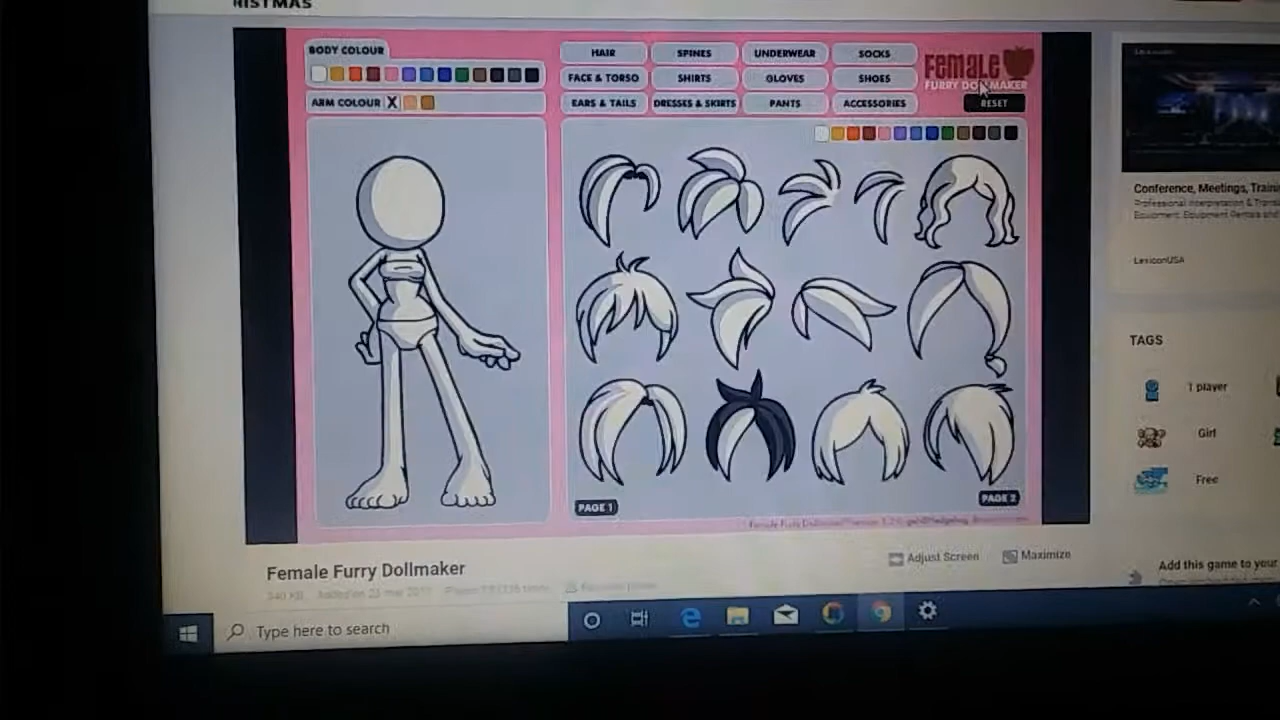 BODY COLOUR
ARM COLOUR X
HAIR SPINES UNDERWEAR SOCKS
FACE & TORSO SHIRTS GLOVES SHOES
EARS & TAILS DRESSES & SKIRTS PANTS ACCESSORIES
FEMALE
FURRY DOLLMAKER
RESET
PAGE 1
PAGE 2
Female Furry Dollmaker
Adjust Screen
Maximize
Conference, Meetings, Traini
LexiconUSA
TAGS
1 player
Girl
Free
Add this game to your
Type here to search